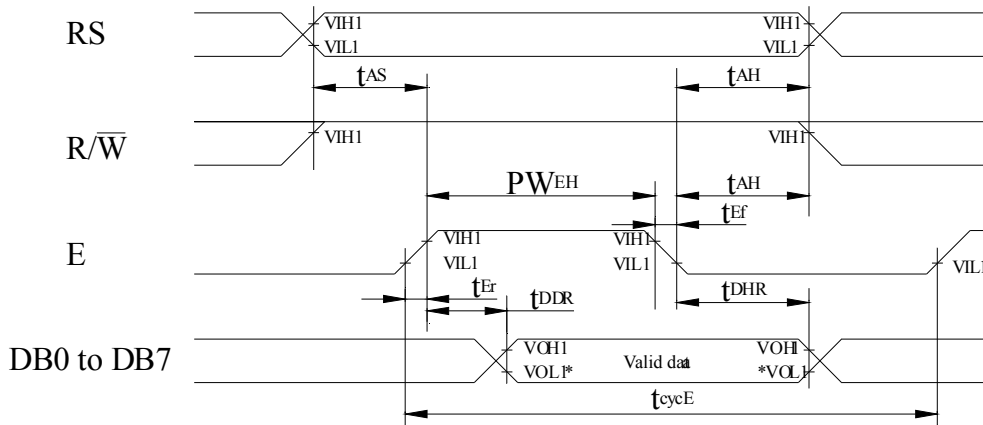 RS
VIH1
VIL1
VIH1
VIL1
tAS
tAH
R/W̅
VIH1
VIH1
PWEH
tAH
tEf
E
VIH1
VIL1
VIH1
VIL1
VIL1
tEr
tDDR
tDHR
DB0 to DB7
VOH1
VOL1*
Valid data
VOH1
*VOL1
tcycE